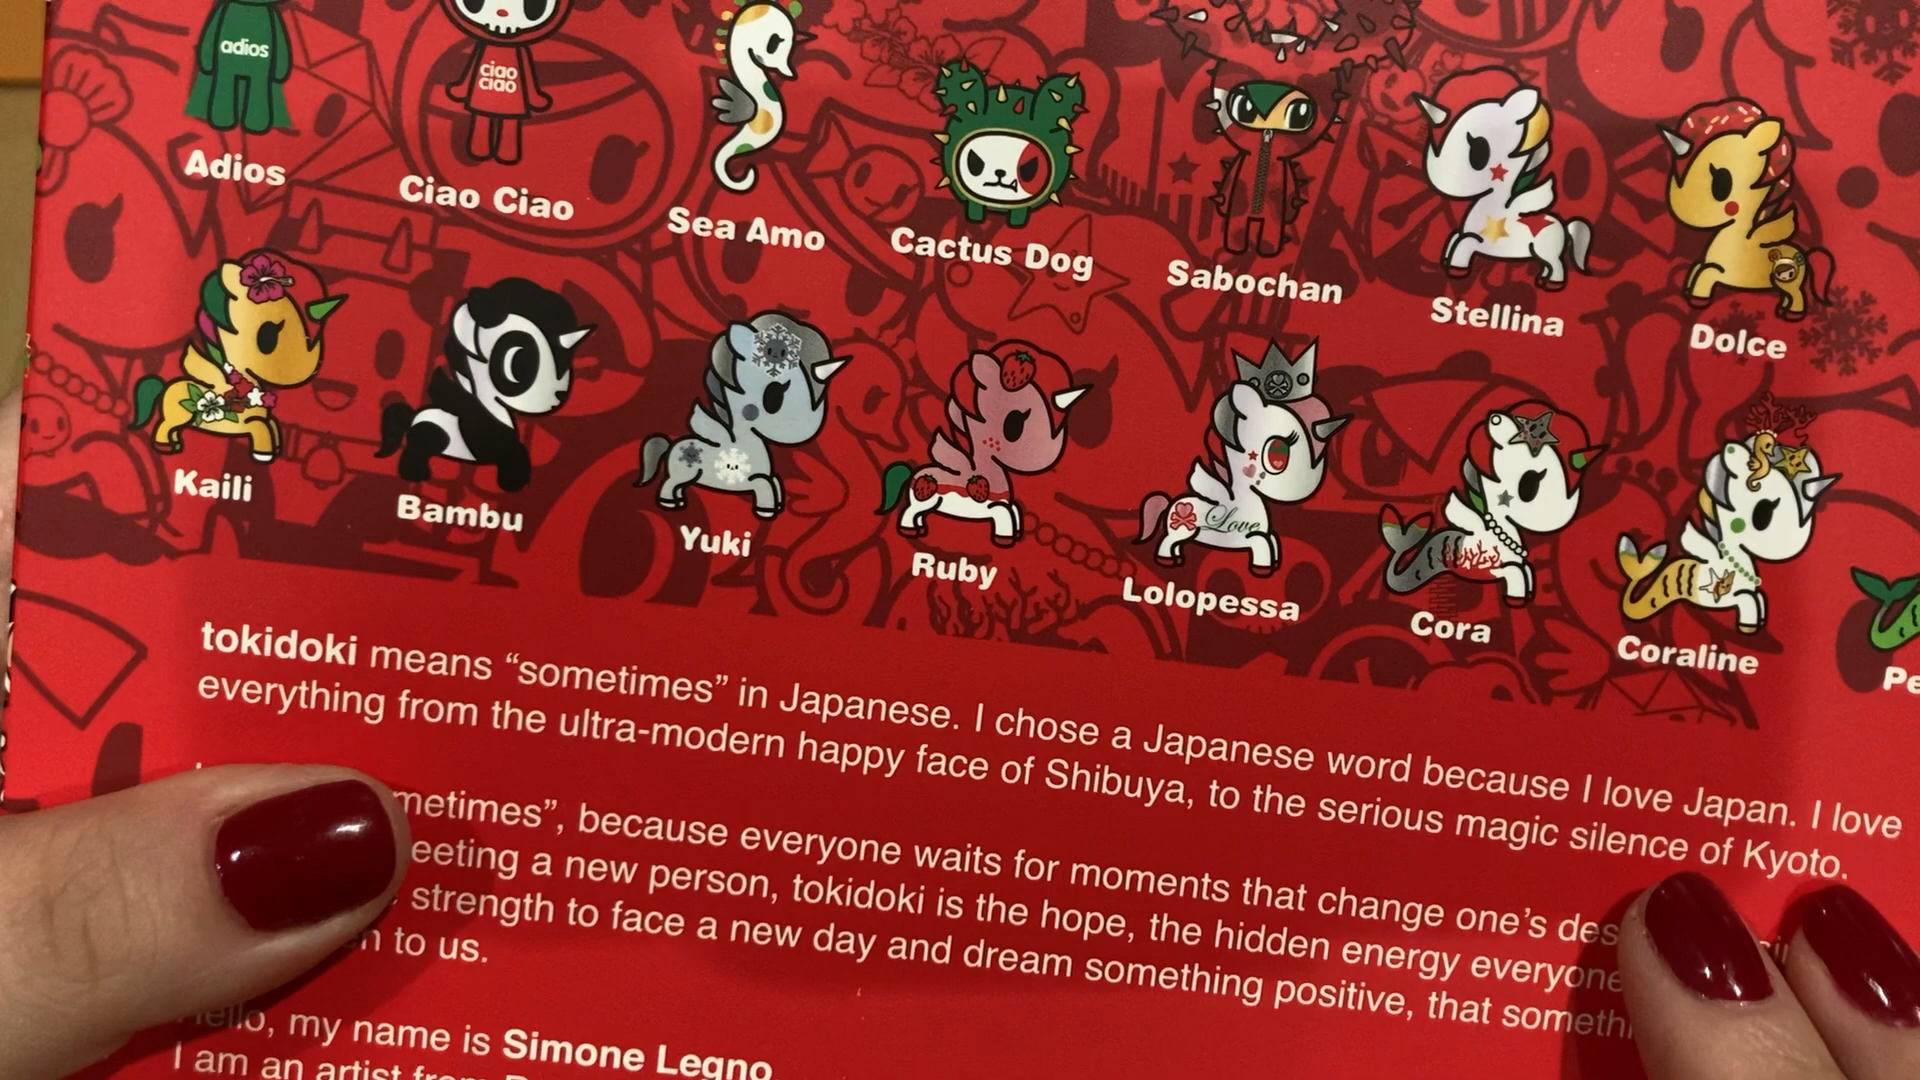 adios
ciao
ciao
Adios
Ciao Ciao
Sea Amo
Cactus Dog
Sabochan
Stellina
Dolce
Love
Kaili
Bambu
Yuki
Ruby
Lolopessa
Cora
Coraline
tokidoki means “sometimes” in Japanese. I chose a Japanese word because I love Japan. I love
everything from the ultra-modern happy face of Shibuya, to the serious magic silence of Kyoto.
because everyone waits for moments that change one’s
a new person, tokidoki is the hope, the hidden energy everyone
strength to face a new day and dream something positive, that
to us.
my name is Simone Legno
I am an artist